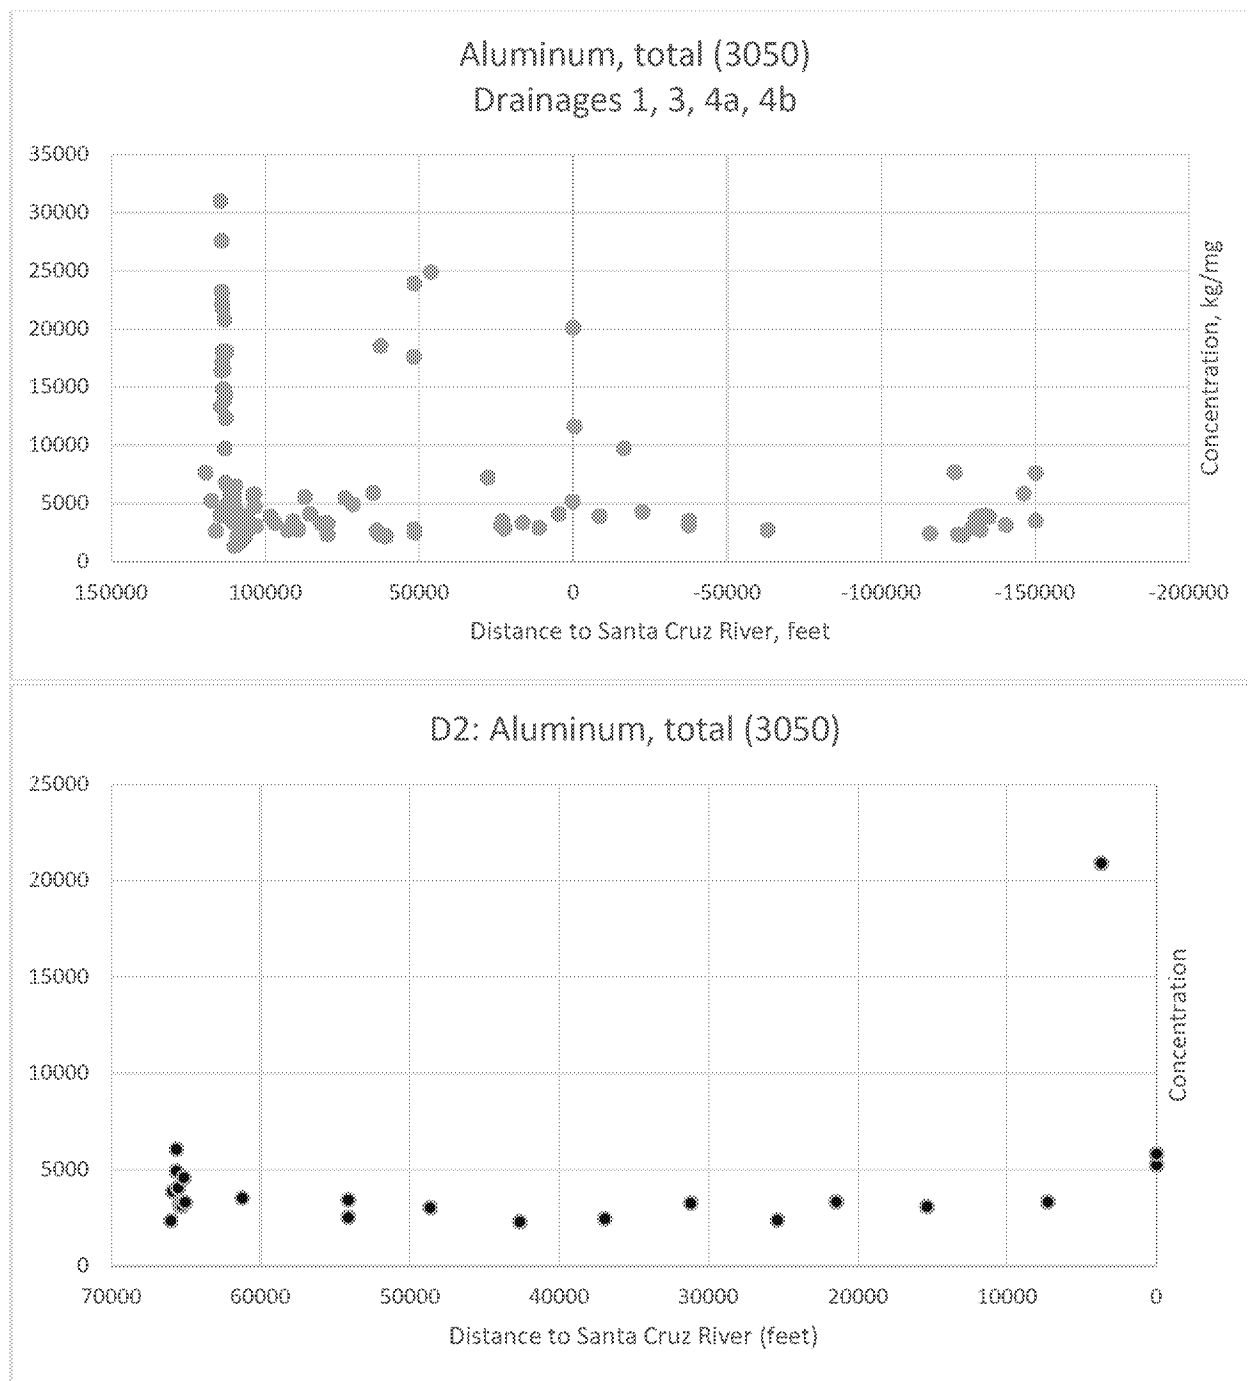 Aluminum, total (3050)
Drainages 1, 3, 4a, 4b
35000
30000
25000
20000
15000
10000
5000
0
150000 100000 50000 0 -50000 -100000 -150000 -200000
Distance to Santa Cruz River, feet
Concentration, kg/mg
D2: Aluminum, total (3050)
25000
20000
15000
10000
5000
0
70000 60000 50000 40000 30000 20000 10000 0
Distance to Santa Cruz River (feet)
Concentration